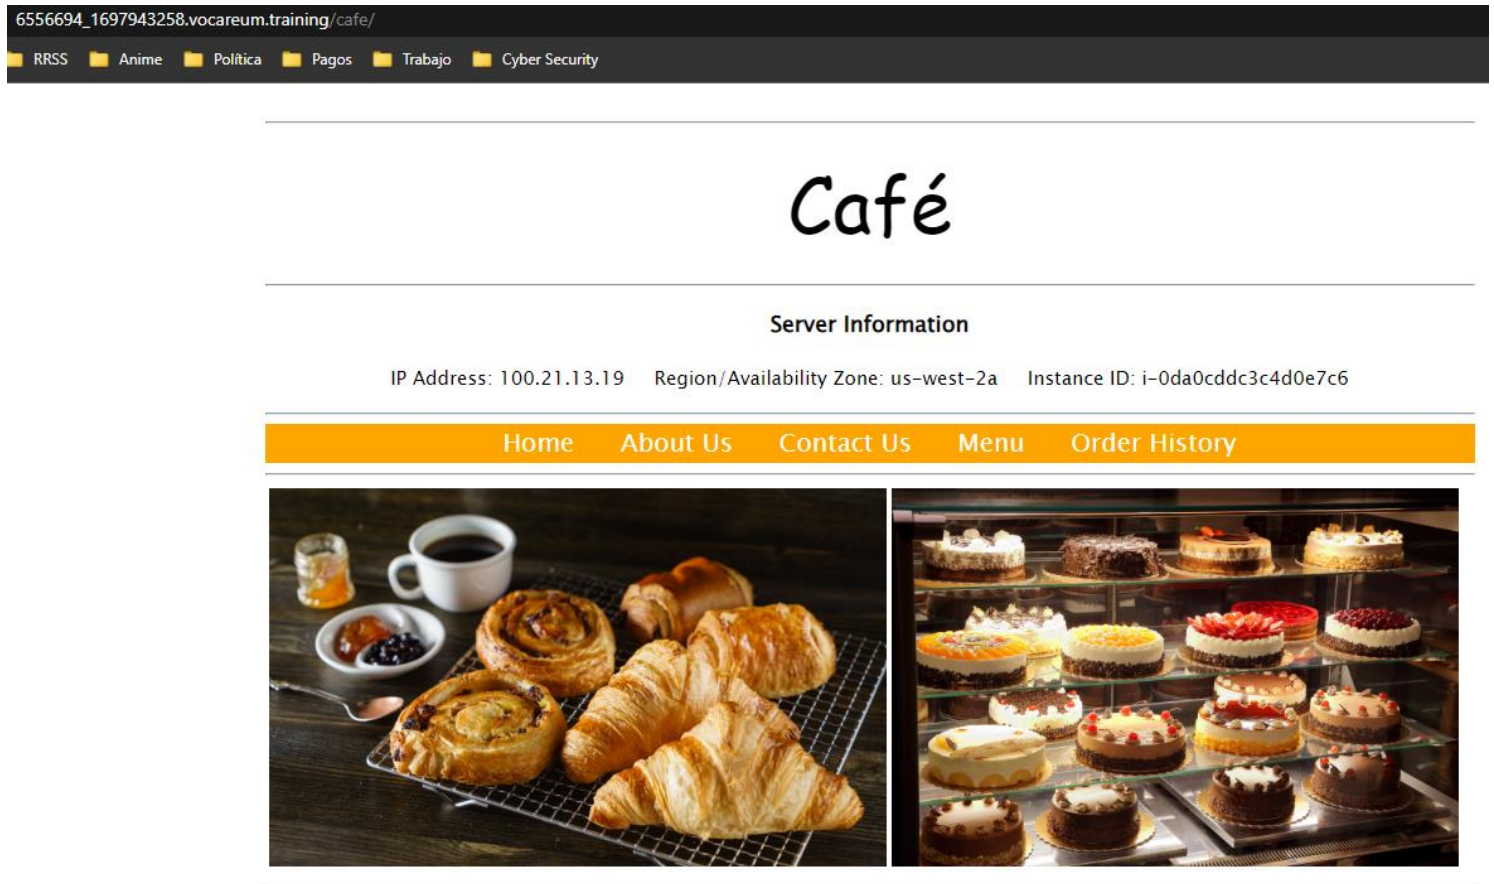 6556694_1697943258.vocareum.training/cafe/
RRSS Anime Política Pagos Trabajo Cyber Security
Café
Server Information
IP Address: 100.21.13.19 Region/Availability Zone: us-west-2a Instance ID: i-0da0cddc3c4d0e7c6
Home About Us Contact Us Menu Order History